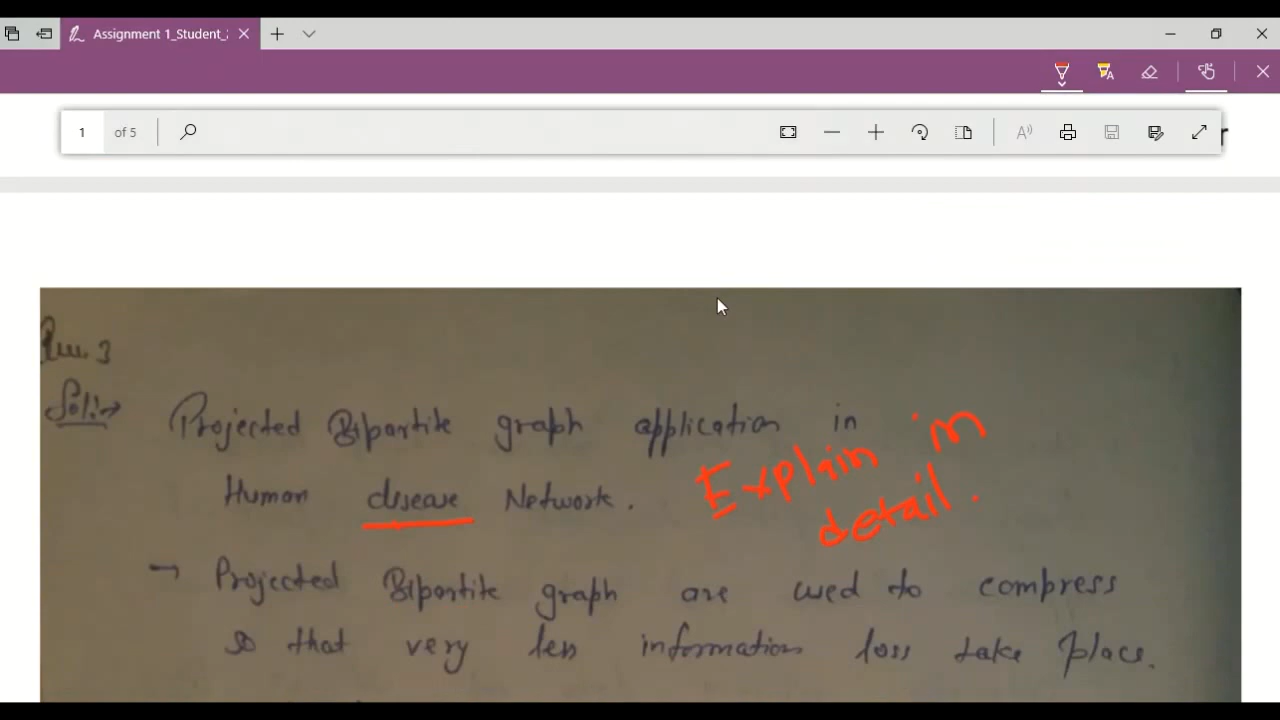 Assignment 1_Student_
1 of 5
Que. 3
Sol:→ Projected Bipartite graph application in
Human disease Network.
Explain in
detail.
→ Projected Bipartite graph are used to compress
so that very less information loss take place.